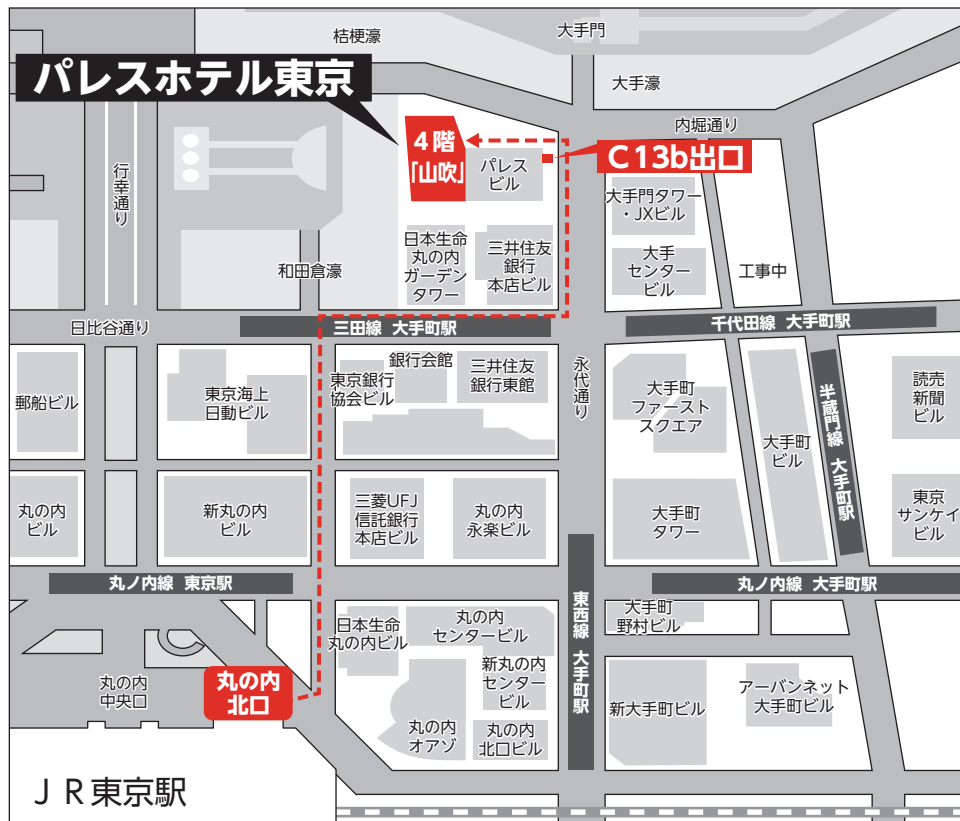 桔梗濠
大手門
パレスホテル東京
大手濠
内堀通り
4階
「山吹」
パレス
ビル
C13b出口
行幸通り
大手門タワー
・JXビル
日本生命
丸の内
ガーデン
タワー
三井住友
銀行
本店ビル
大手
センター
ビル
工事中
和田倉濠
日比谷通り
三田線 大手町駅
千代田線 大手町駅
郵船ビル
東京海上
日動ビル
東京銀行
協会ビル
銀行会館
三井住友
銀行東館
永代通り
大手町
ファースト
スクエア
大手町
ビル
半蔵門線 大手町駅
読売
新聞
ビル
丸の内
ビル
新丸の内
ビル
三菱UFJ
信託銀行
本店ビル
丸の内
永楽ビル
大手町
タワー
東京
サンケイ
ビル
丸ノ内線 東京駅
東西線 大手町駅
丸ノ内線 大手町駅
日本生命
丸の内ビル
丸の内
センタービル
大手町
野村ビル
丸の内
中央口
丸の内
北口
新丸の内
センター
ビル
丸の内
オアゾ
丸の内
北口ビル
新大手町ビル
アーバンネット
大手町ビル
JR東京駅